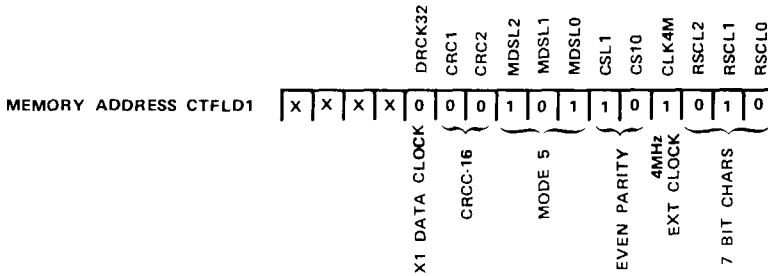 DRCK32
CRC1
CRC2
MDSL2
MDSL1
MDSL0
CSL1
CS10
CLK4M
RSCL2
RSCL1
RSCL0
MEMORY ADDRESS CTFLD1 X X X X 0 0 0 1 0 1 1 0 1 0 1 0
X1 DATA CLOCK
CRCC-16
MODE 5
EVEN PARITY
4MHz
EXT CLOCK
7 BIT CHARS